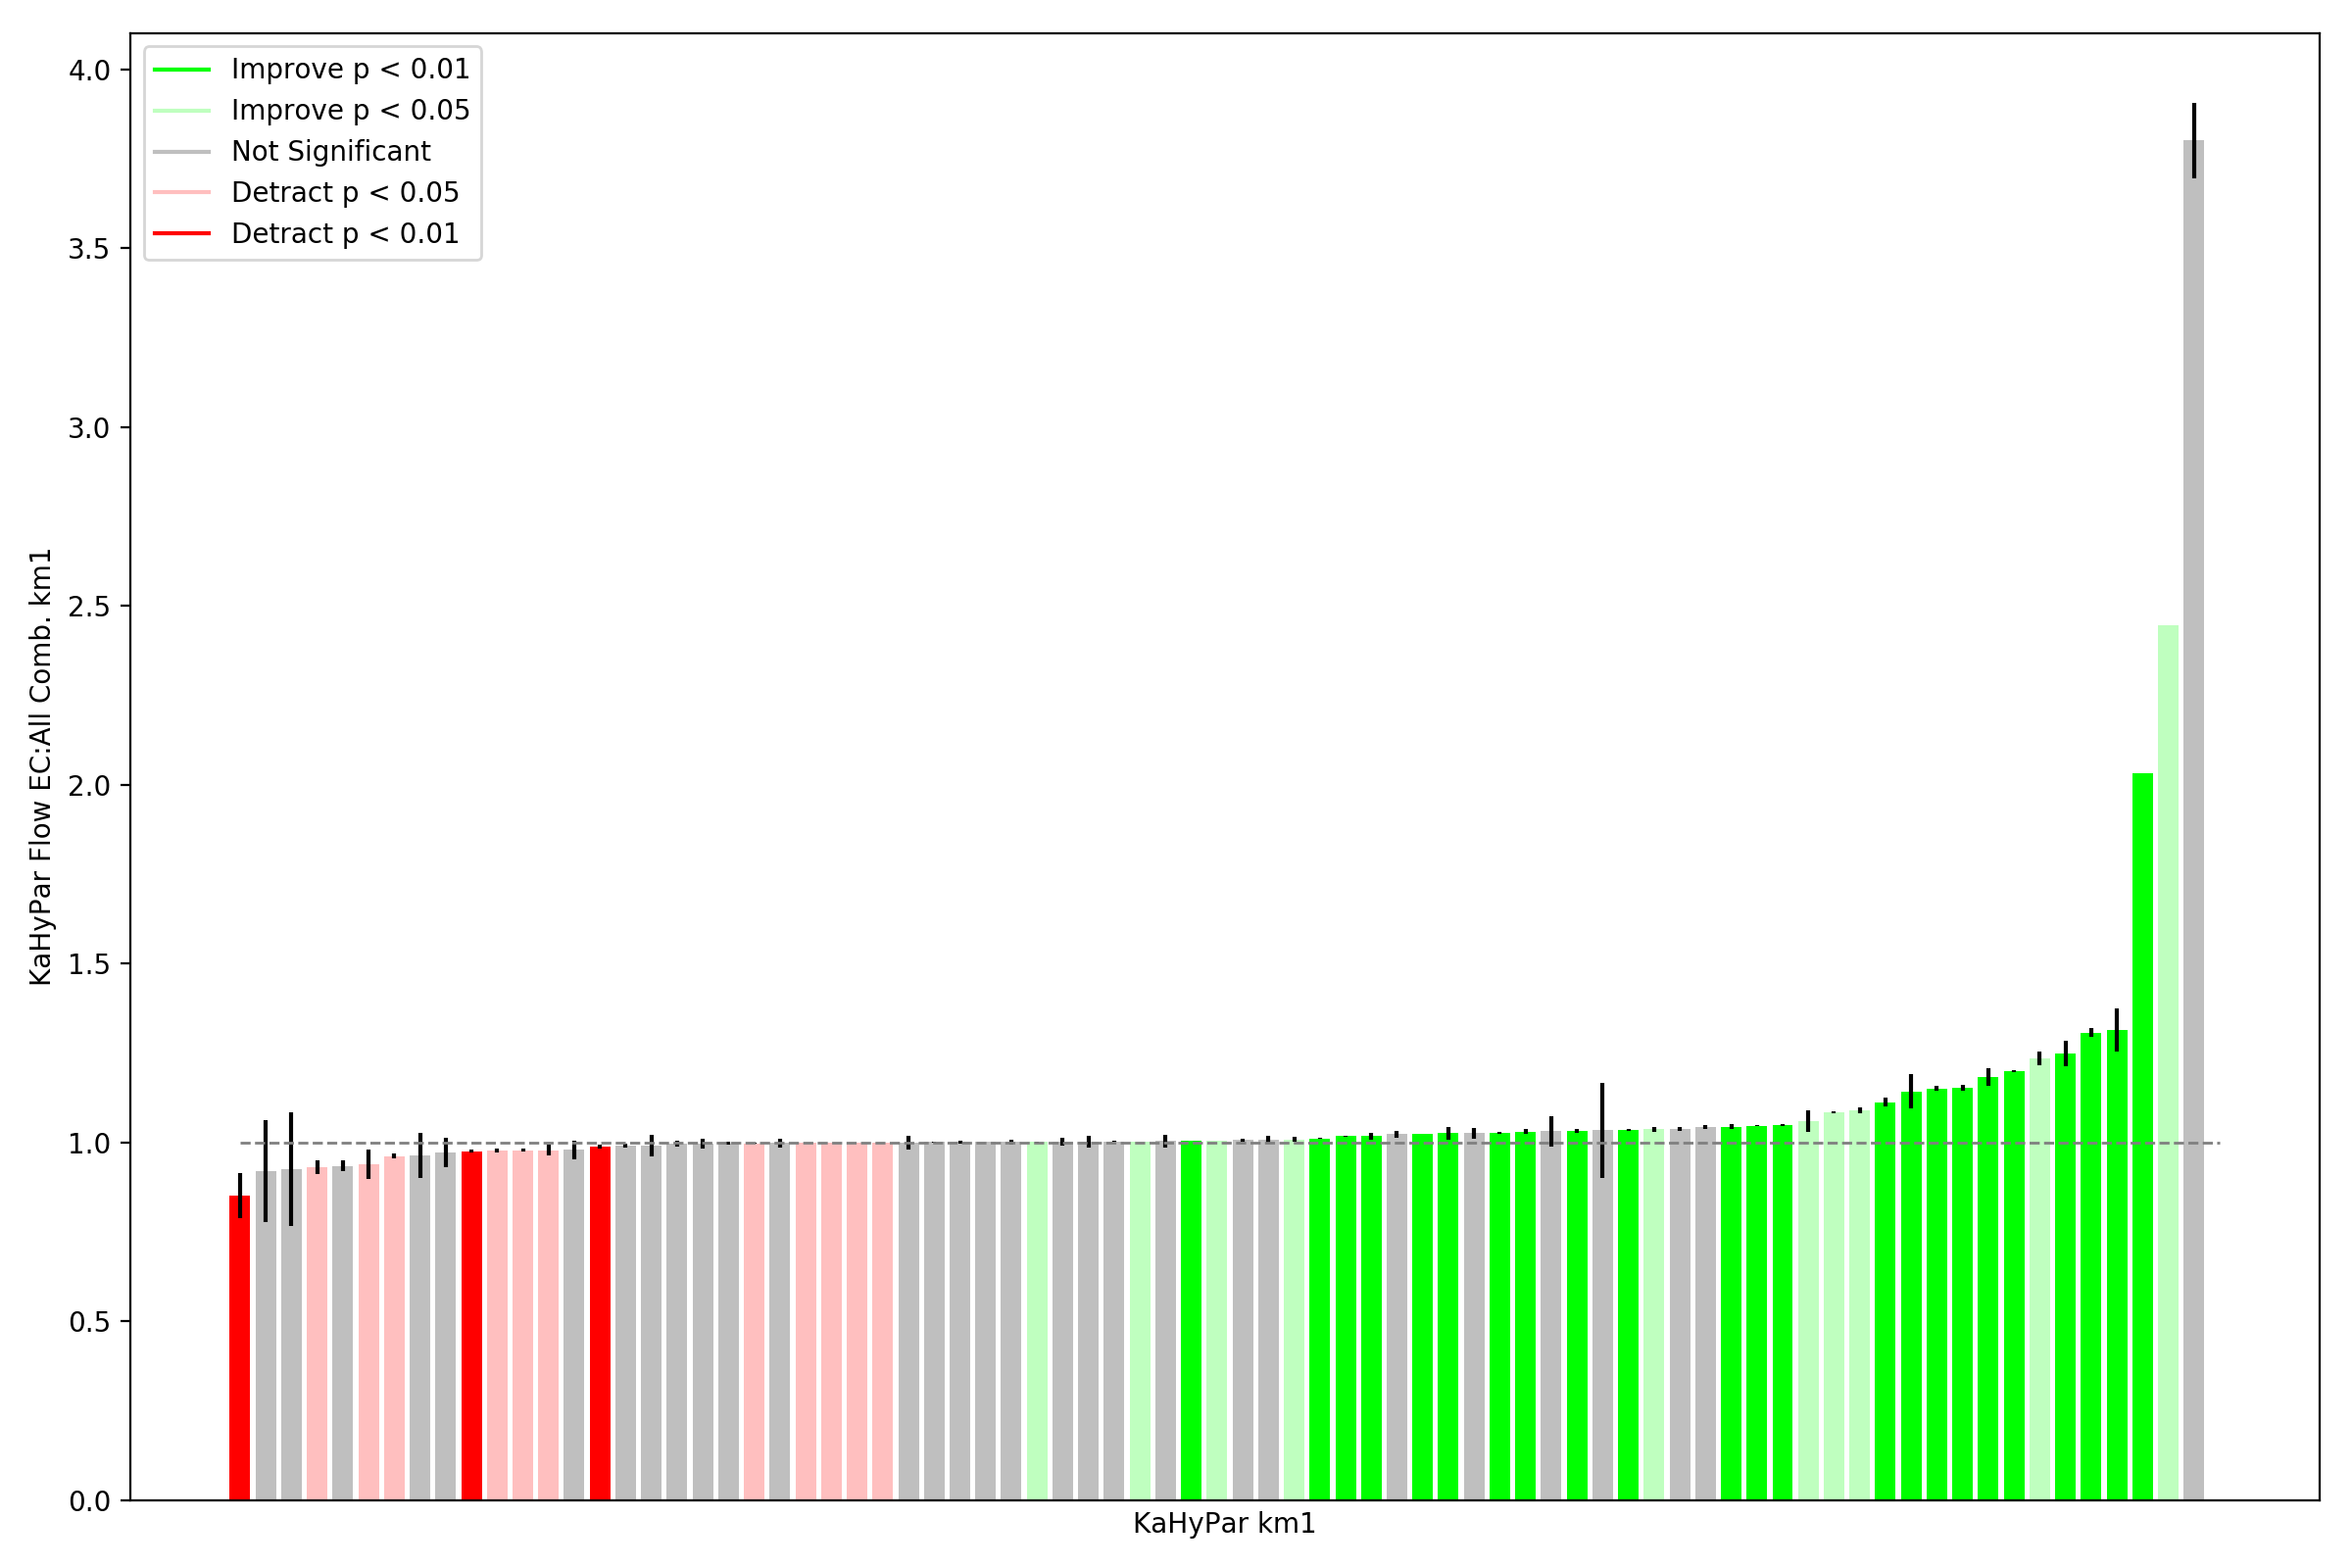 Improve p < 0.01
Improve p < 0.05
Not Significant
Detract p < 0.05
Detract p < 0.01
4.0
3.5
3.0
2.5
2.0
1.5
1.0
0.5
0.0
KaHyPar Flow EC:All Comb. km1
KaHyPar km1